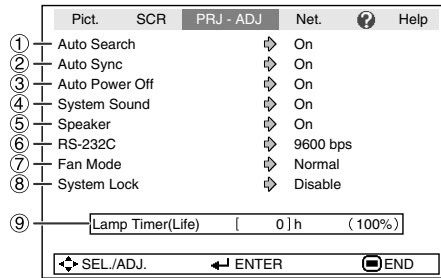 Pict. SCR PRJ - ADJ Net. ? Help
① Auto Search On
② Auto Sync On
③ Auto Power Off On
④ System Sound On
⑤ Speaker On
⑥ RS-232C 9600 bps
⑦ Fan Mode Normal
⑧ System Lock Disable
⑨ Lamp Timer(Life) [ 0 ] h ( 100% )
SEL./ADJ. ENTER END